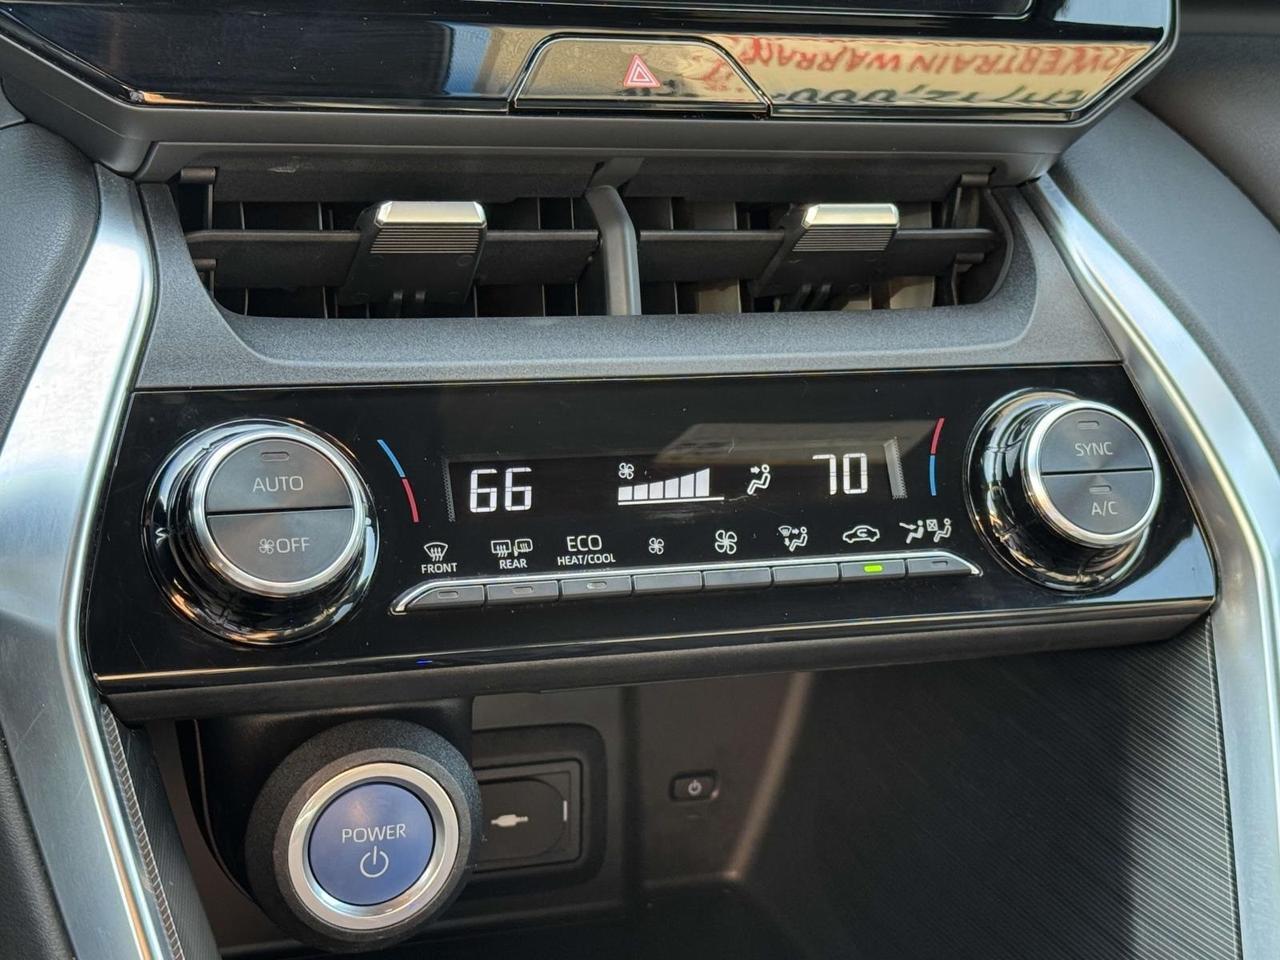 AUTO
OFF
66
70
SYNC
A/C
FRONT
REAR
ECO
HEAT/COOL
POWER